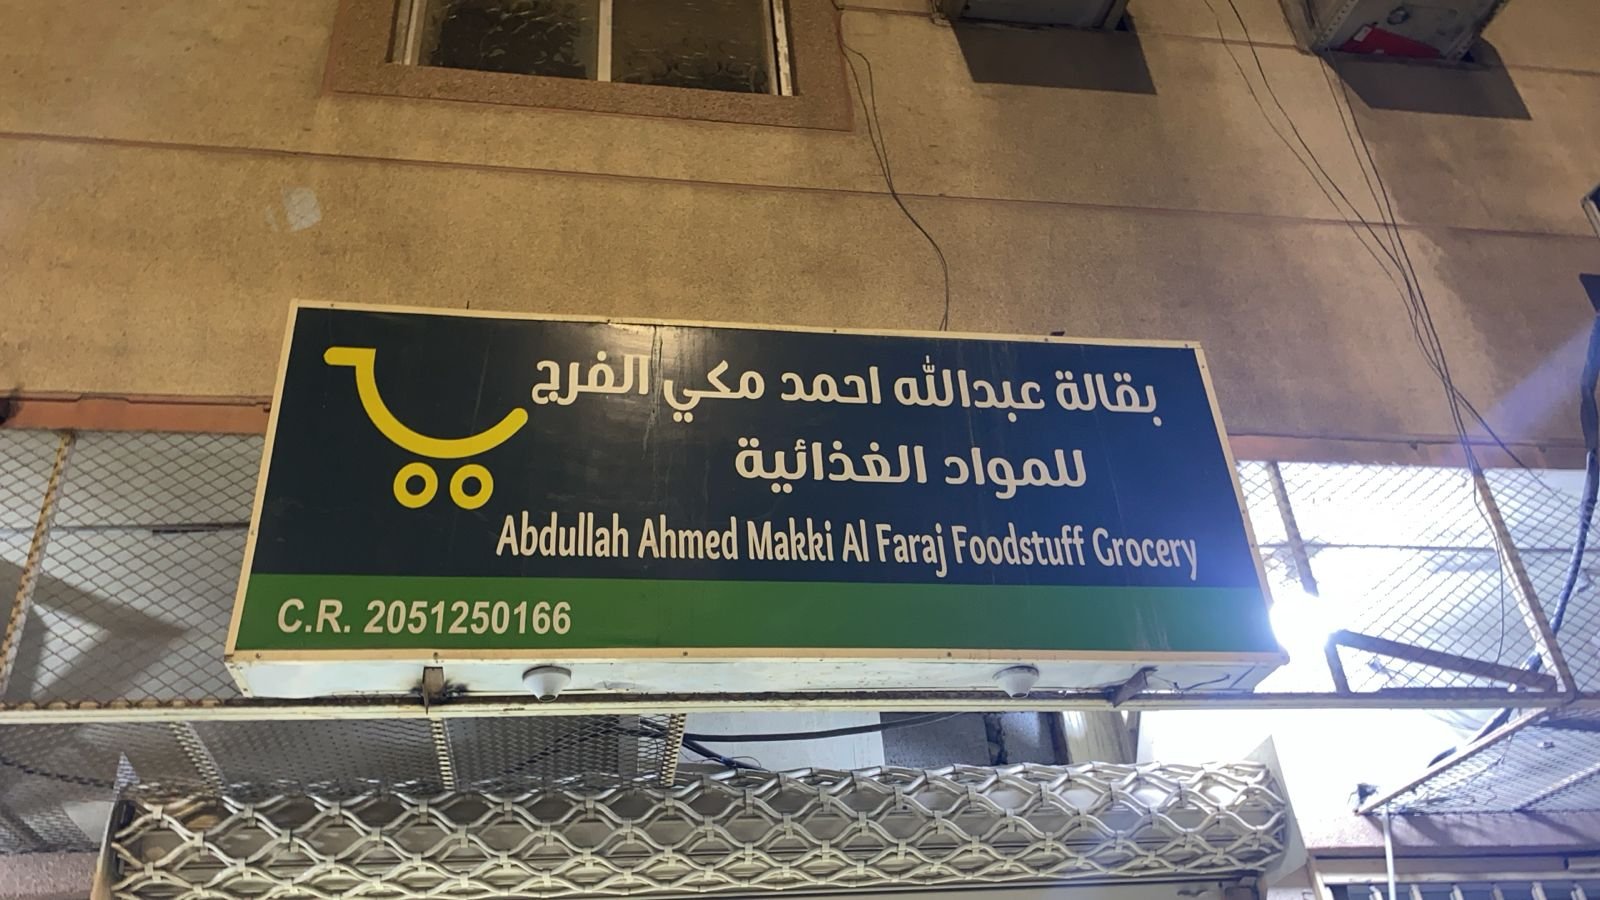 بقالة عبدالله احمد مكي الفرج
للمواد الغذائية
Abdullah Ahmed Makki Al Faraj Foodstuff Grocery
C.R. 2051250166